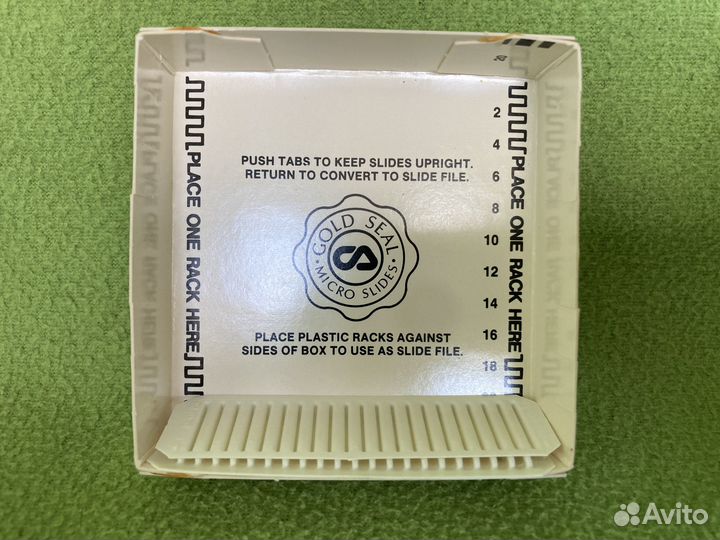 PUSH TABS TO KEEP SLIDES UPRIGHT.
RETURN TO CONVERT TO SLIDE FILE.
GOLD SEAL
• MICRO SLIDES •
PLACE PLASTIC RACKS AGAINST
SIDES OF BOX TO USE AS SLIDE FILE.
PLACE ONE RACK HERE
PLACE ONE RACK HERE
2
4
6
8
10
12
14
16
18
Avito